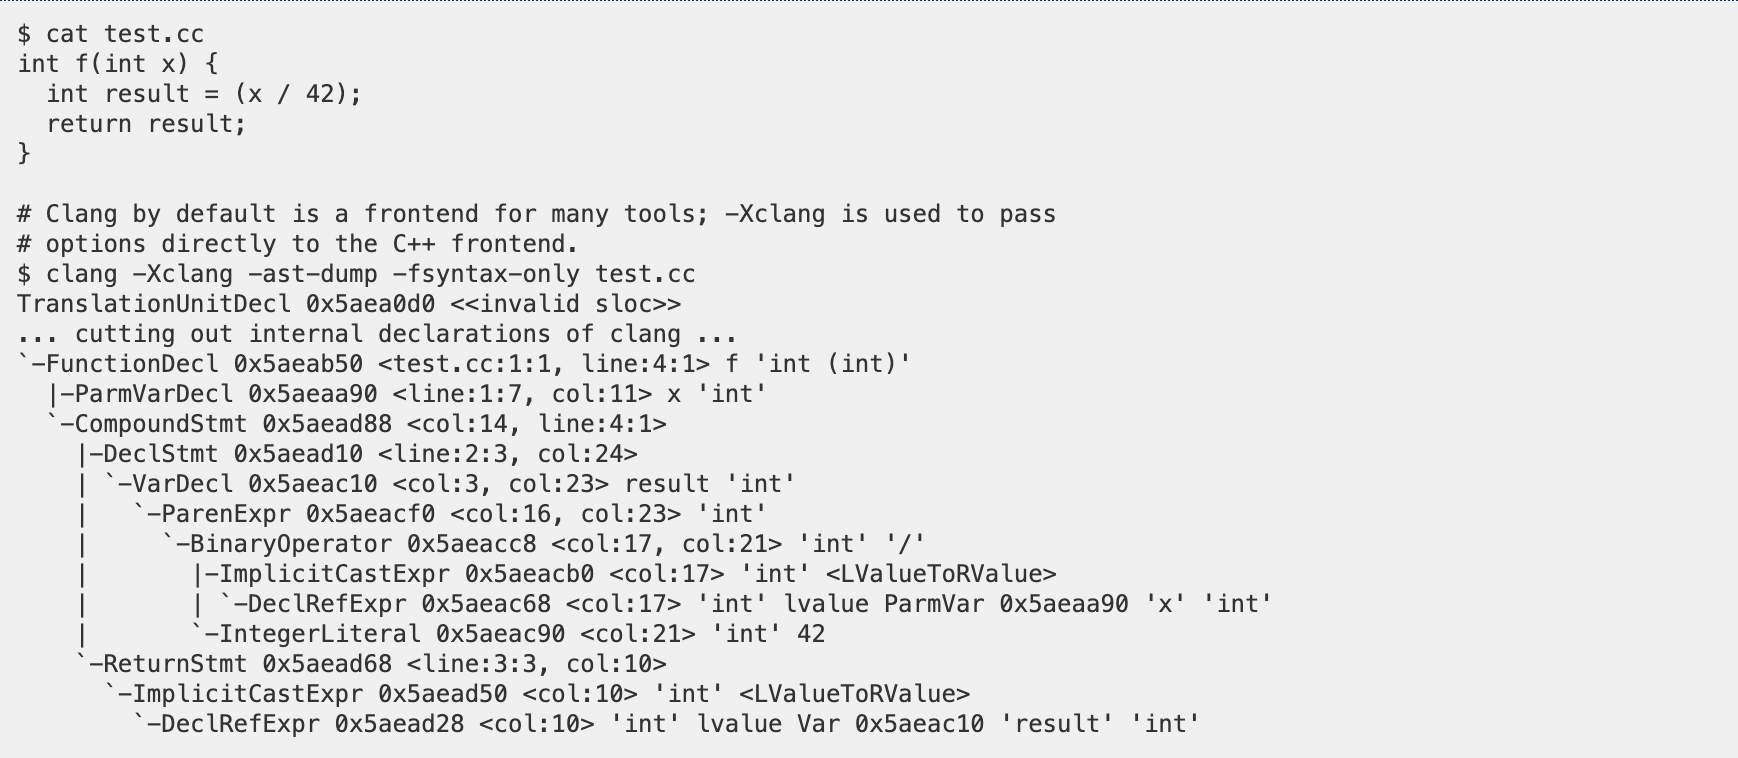 $ cat test.cc
int f(int x) {
  int result = (x / 42);
  return result;
}

# Clang by default is a frontend for many tools; -Xclang is used to pass
# options directly to the C++ frontend.
$ clang -Xclang -ast-dump -fsyntax-only test.cc
TranslationUnitDecl 0x5aea0d0 <<invalid sloc>>
... cutting out internal declarations of clang ...
`-FunctionDecl 0x5aeab50 <test.cc:1:1, line:4:1> f 'int (int)'
  |-ParmVarDecl 0x5aeaa90 <line:1:7, col:11> x 'int'
  `-CompoundStmt 0x5aead88 <col:14, line:4:1>
    |-DeclStmt 0x5aead10 <line:2:3, col:24>
    | `-VarDecl 0x5aeac10 <col:3, col:23> result 'int'
    |   `-ParenExpr 0x5aeacf0 <col:16, col:23> 'int'
    |     `-BinaryOperator 0x5aeacc8 <col:17, col:21> 'int' '/'
    |       |-ImplicitCastExpr 0x5aeacb0 <col:17> 'int' <LValueToRValue>
    |       | `-DeclRefExpr 0x5aeac68 <col:17> 'int' lvalue ParmVar 0x5aeaa90 'x' 'int'
    |       `-IntegerLiteral 0x5aeac90 <col:21> 'int' 42
    `-ReturnStmt 0x5aead68 <line:3:3, col:10>
      `-ImplicitCastExpr 0x5aead50 <col:10> 'int' <LValueToRValue>
        `-DeclRefExpr 0x5aead28 <col:10> 'int' lvalue Var 0x5aeac10 'result' 'int'